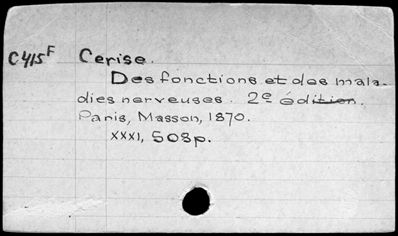 C415F Cerise.
Des fonctions et des mala-
dies nerveuses. 2e édition.
Paris, Masson, 1870.
XXXI, 508p.